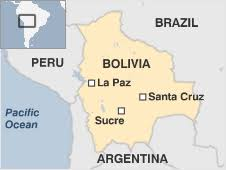 BRAZIL
PERU
BOLIVIA
La Paz
Santa Cruz
Pacific
Ocean
Sucre
ARGENTINA